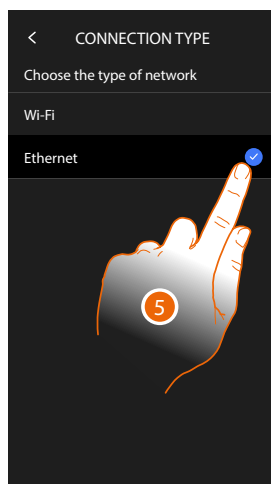 CONNECTION TYPE
Choose the type of network
Wi-Fi
Ethernet
5